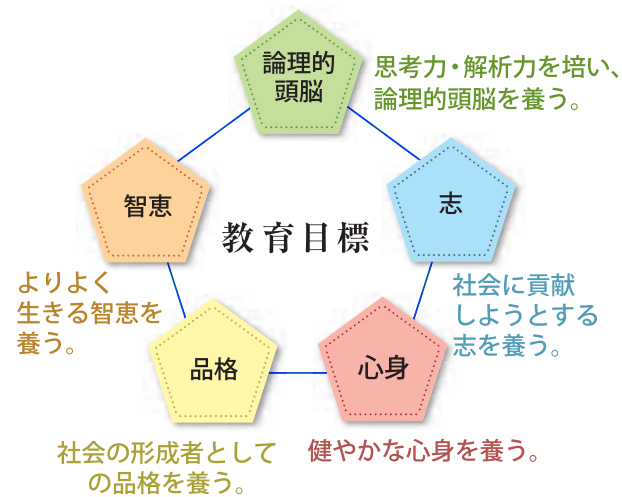 論理的
頭脳
思考力・解析力を培い、
論理的頭脳を養う。
智恵
志
教育目標
よりよく
生きる智恵を
養う。
社会に貢献
しようとする
志を養う。
品格
心身
社会の形成者として
の品格を養う。
健やかな心身を養う。